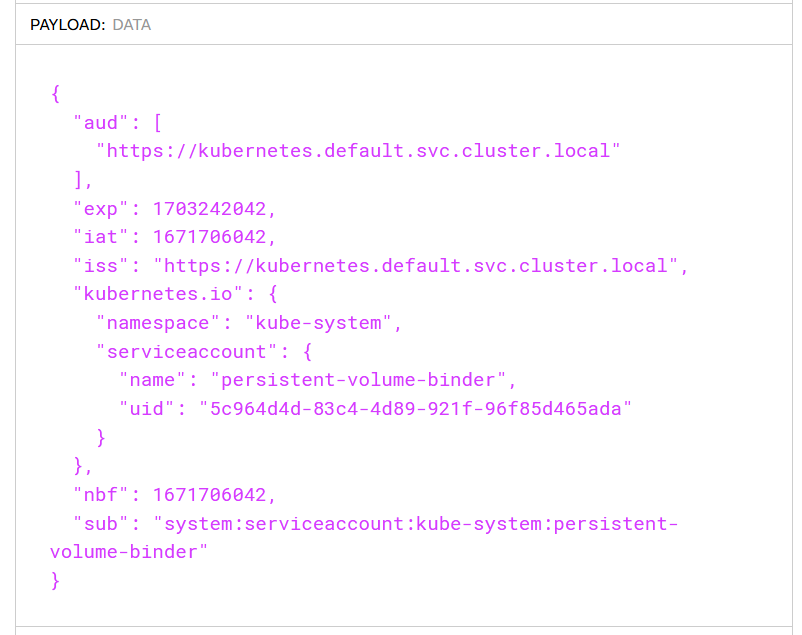 PAYLOAD: DATA
{
"aud": [
"https://kubernetes.default.svc.cluster.local"
],
"exp": 1703242042,
"iat": 1671706042,
"iss": "https://kubernetes.default.svc.cluster.local",
"kubernetes.io": {
"namespace": "kube-system",
"serviceaccount": {
"name": "persistent-volume-binder",
"uid": "5c964d4d-83c4-4d89-921f-96f85d465ada"
}
},
"nbf": 1671706042,
"sub": "system:serviceaccount:kube-system:persistent-
volume-binder"
}